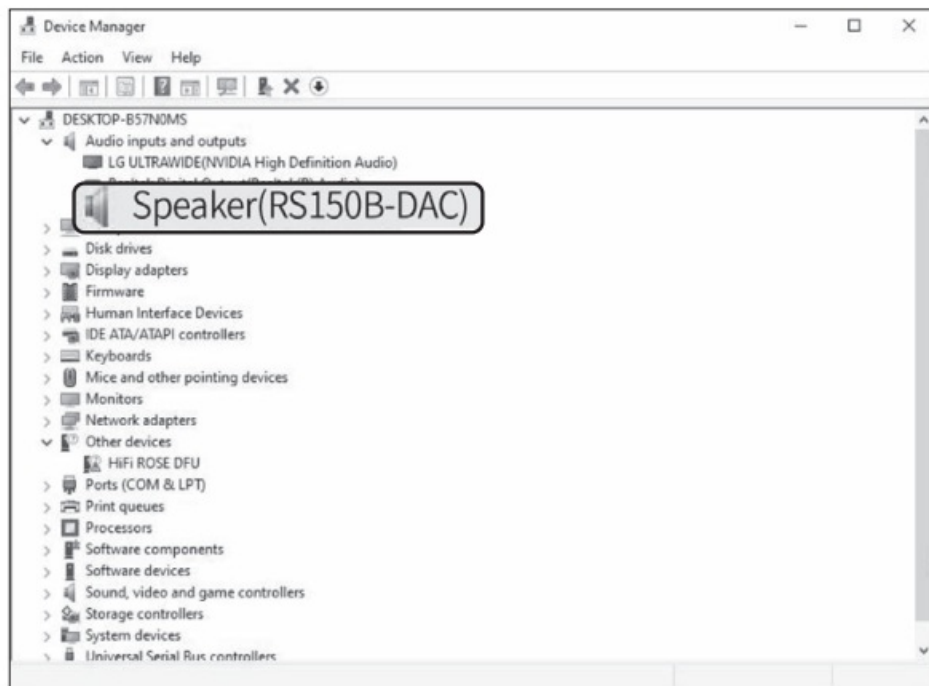 Device Manager
File Action View Help
DESKTOP-B57N0MS
Audio inputs and outputs
LG ULTRAWIDE(NVIDIA High Definition Audio)
Speaker(RS150B-DAC)
Disk drives
Display adapters
Firmware
Human Interface Devices
IDE ATA/ATAPI controllers
Keyboards
Mice and other pointing devices
Monitors
Network adapters
Other devices
HiFi ROSE DFU
Ports (COM & LPT)
Print queues
Processors
Software components
Software devices
Sound, video and game controllers
Storage controllers
System devices
Universal Serial Bus controllers